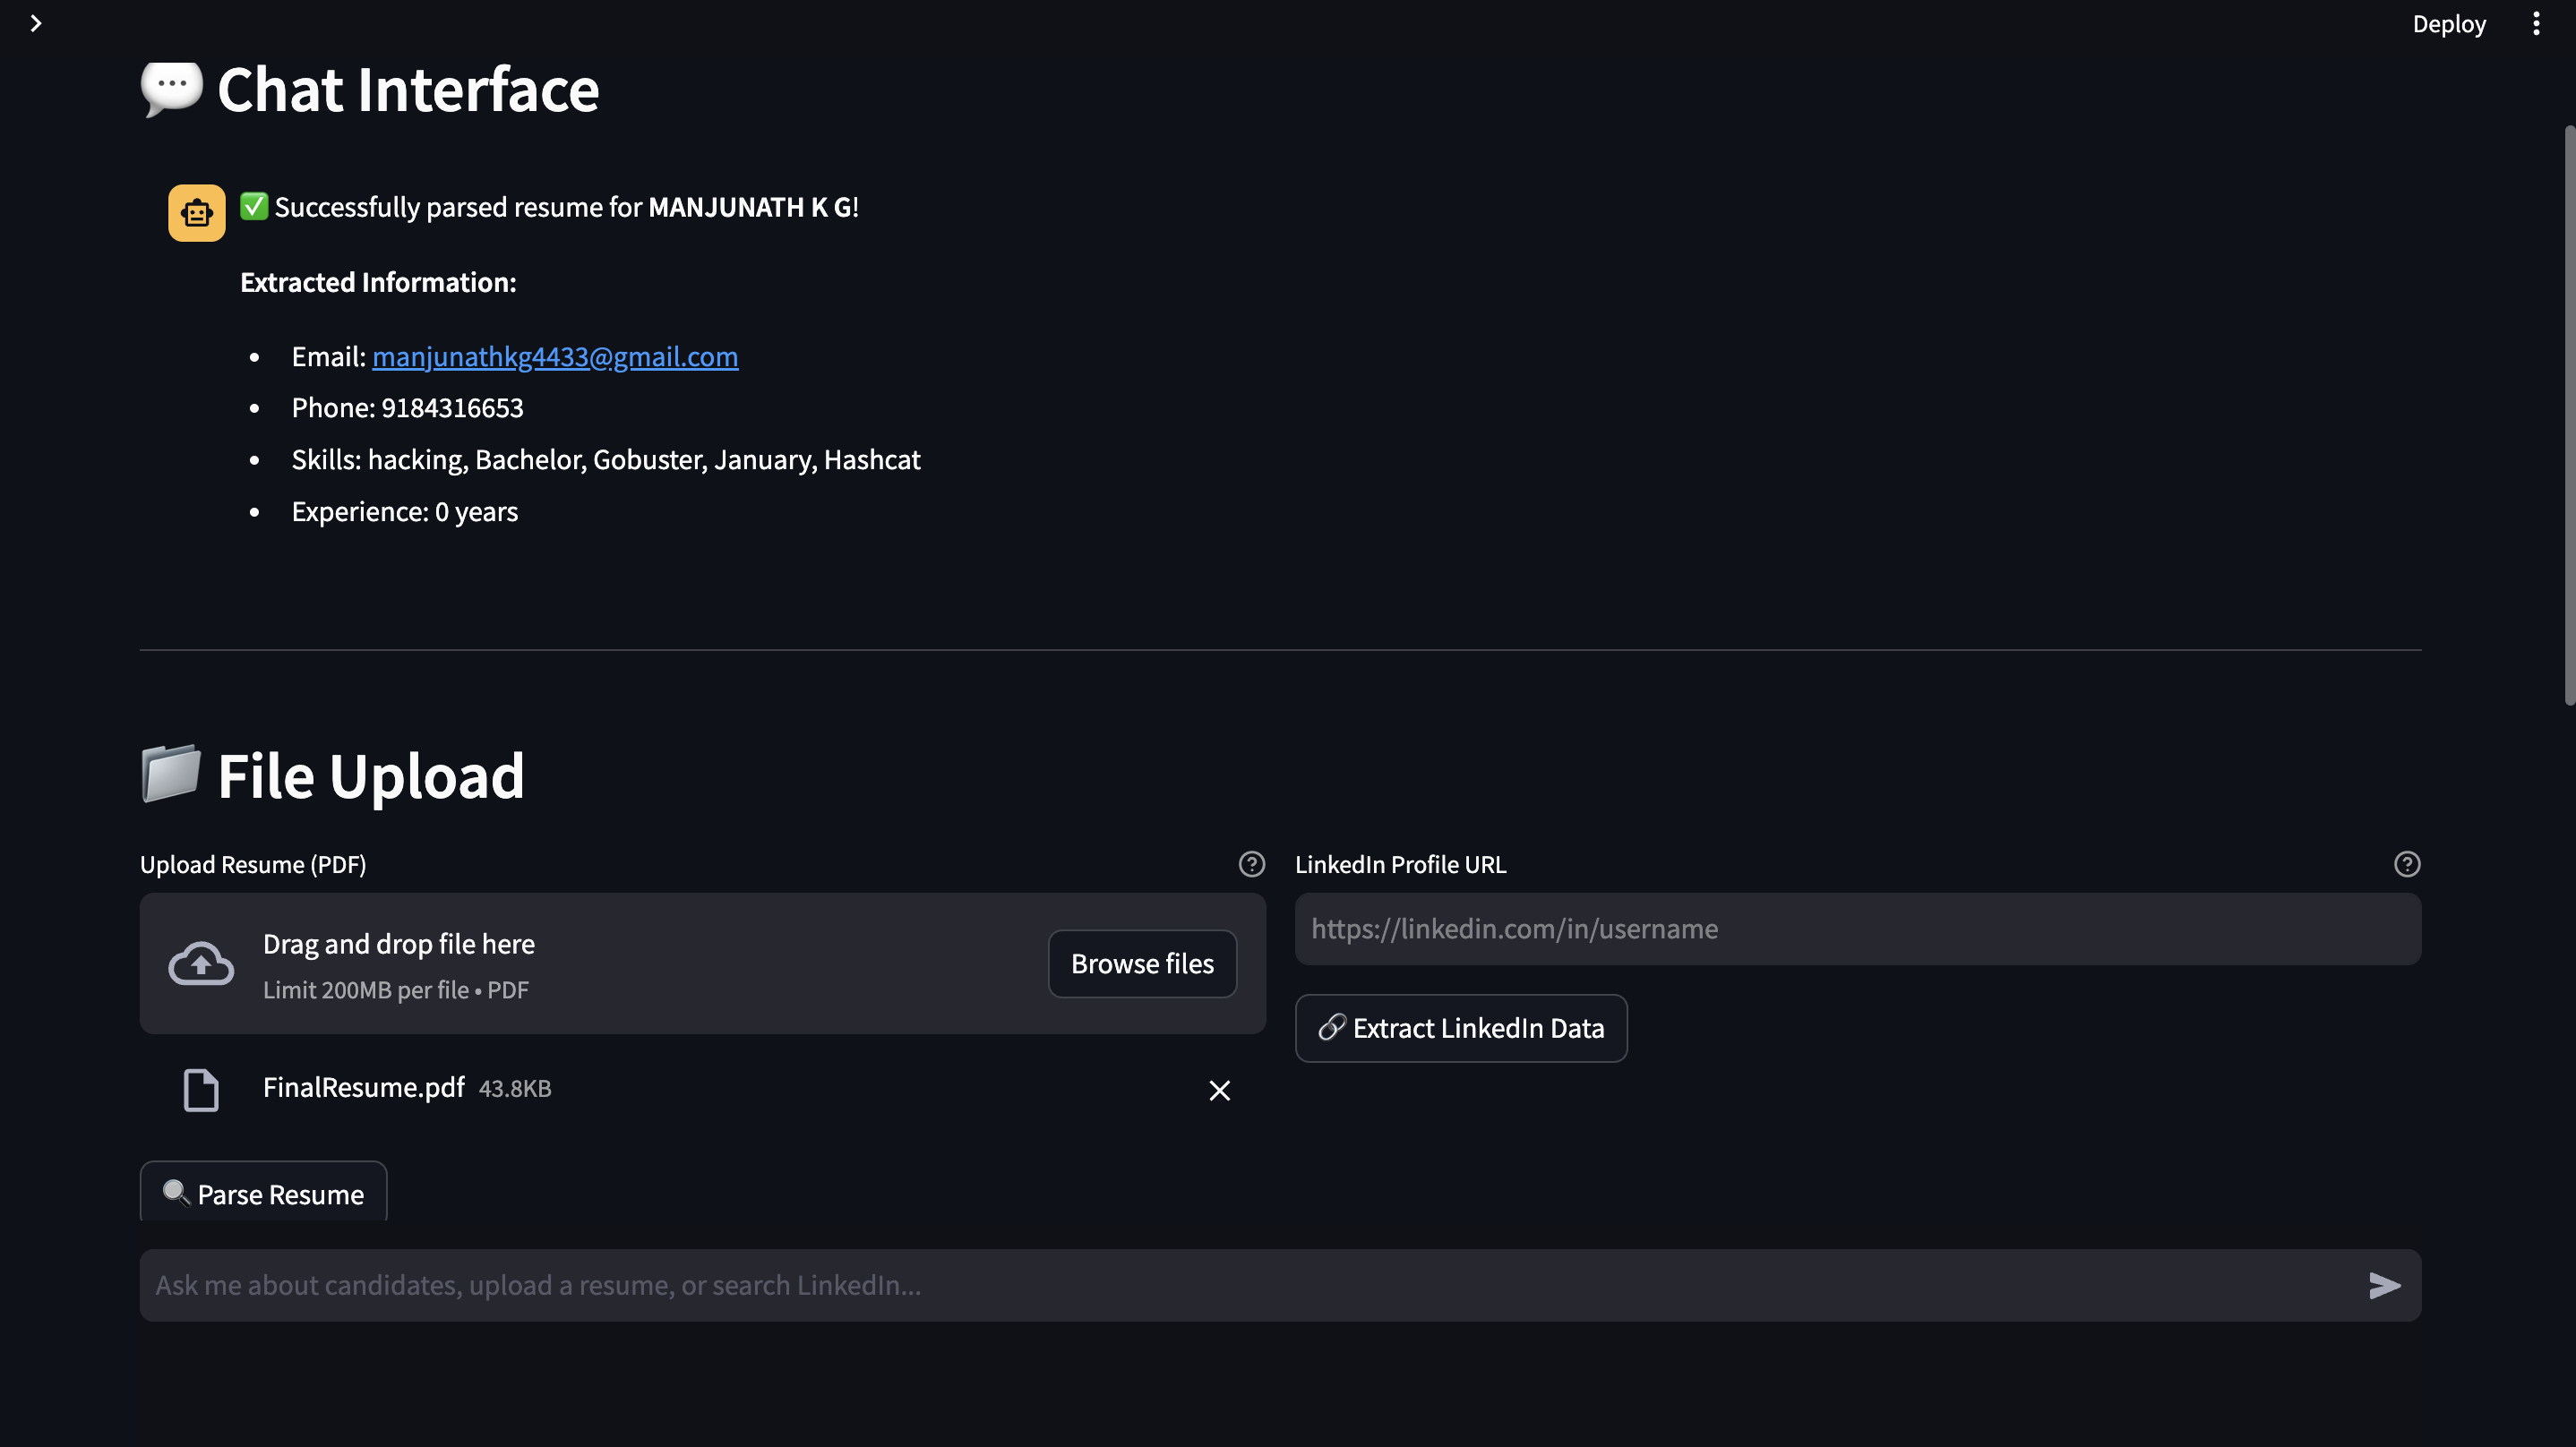 Deploy
💬 Chat Interface
✅ Successfully parsed resume for MANJUNATH K G!
Extracted Information:
• Email: manjunathkg4433@gmail.com
• Phone: 9184316653
• Skills: hacking, Bachelor, Gobuster, January, Hashcat
• Experience: 0 years
📁 File Upload
Upload Resume (PDF)
Drag and drop file here
Limit 200MB per file • PDF
Browse files
FinalResume.pdf 43.8KB
🔍 Parse Resume
LinkedIn Profile URL
https://linkedin.com/in/username
🔗 Extract LinkedIn Data
Ask me about candidates, upload a resume, or search LinkedIn...